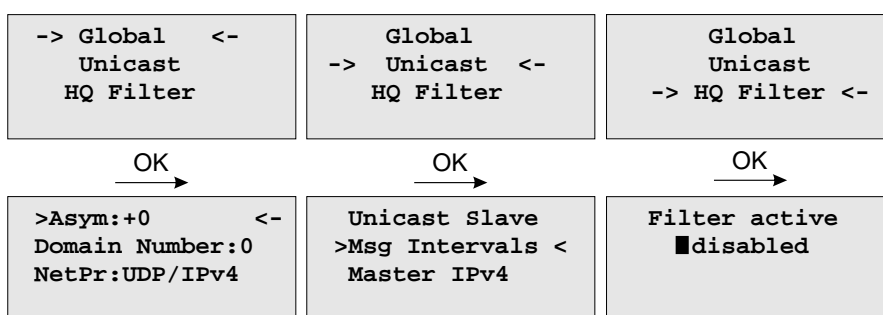 -> Global <-
Unicast
HQ Filter
Global
-> Unicast <-
HQ Filter
Global
Unicast
-> HQ Filter <-
OK
OK
OK
>Asym:+0 <-
Domain Number:0
NetPr:UDP/IPv4
Unicast Slave
>Msg Intervals <
Master IPv4
Filter active
disabled